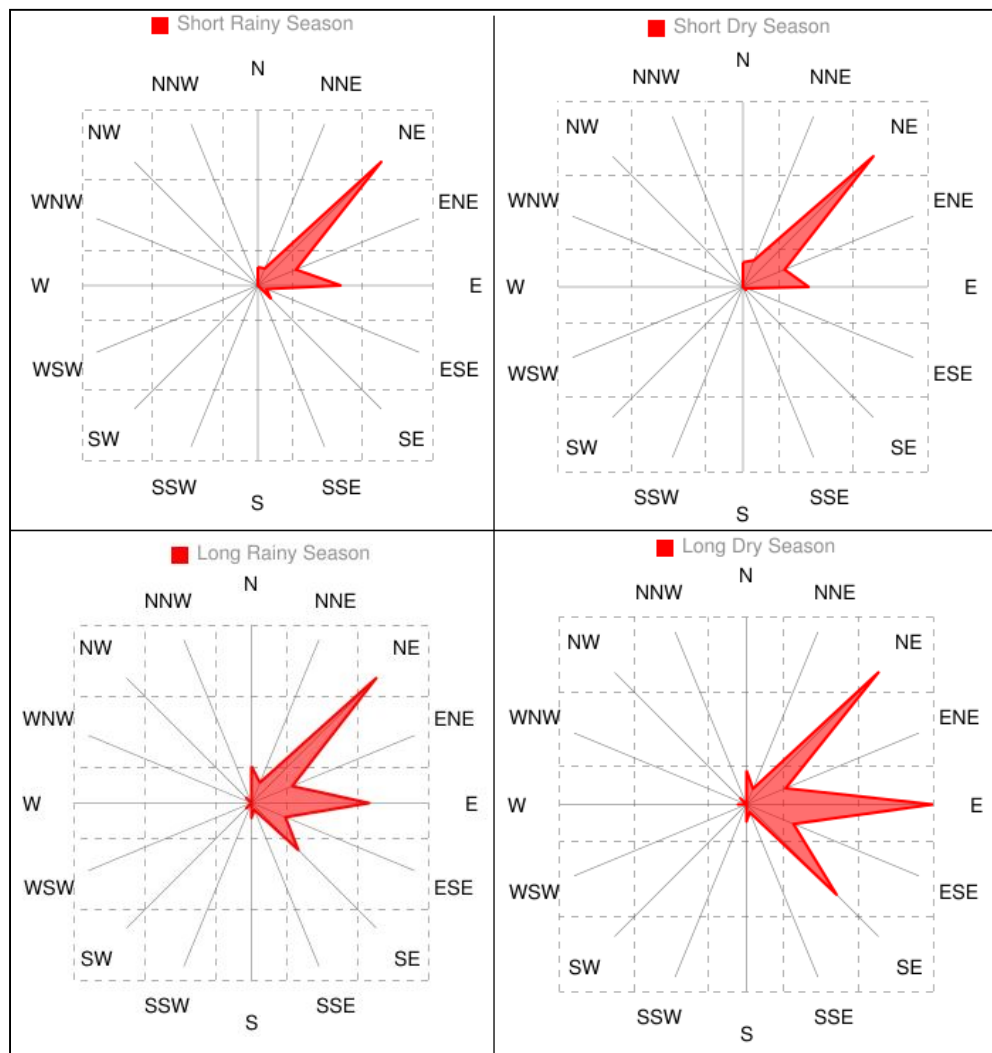 Short Rainy Season
N
NNW
NNE
NW
NE
WNW
ENE
W
E
WSW
ESE
SW
SE
SSW
SSE
S
Short Dry Season
N
NNW
NNE
NW
NE
WNW
ENE
W
E
WSW
ESE
SW
SE
SSW
SSE
S
Long Rainy Season
N
NNW
NNE
NW
NE
WNW
ENE
W
E
WSW
ESE
SW
SE
SSW
SSE
S
Long Dry Season
N
NNW
NNE
NW
NE
WNW
ENE
W
E
WSW
ESE
SW
SE
SSW
SSE
S